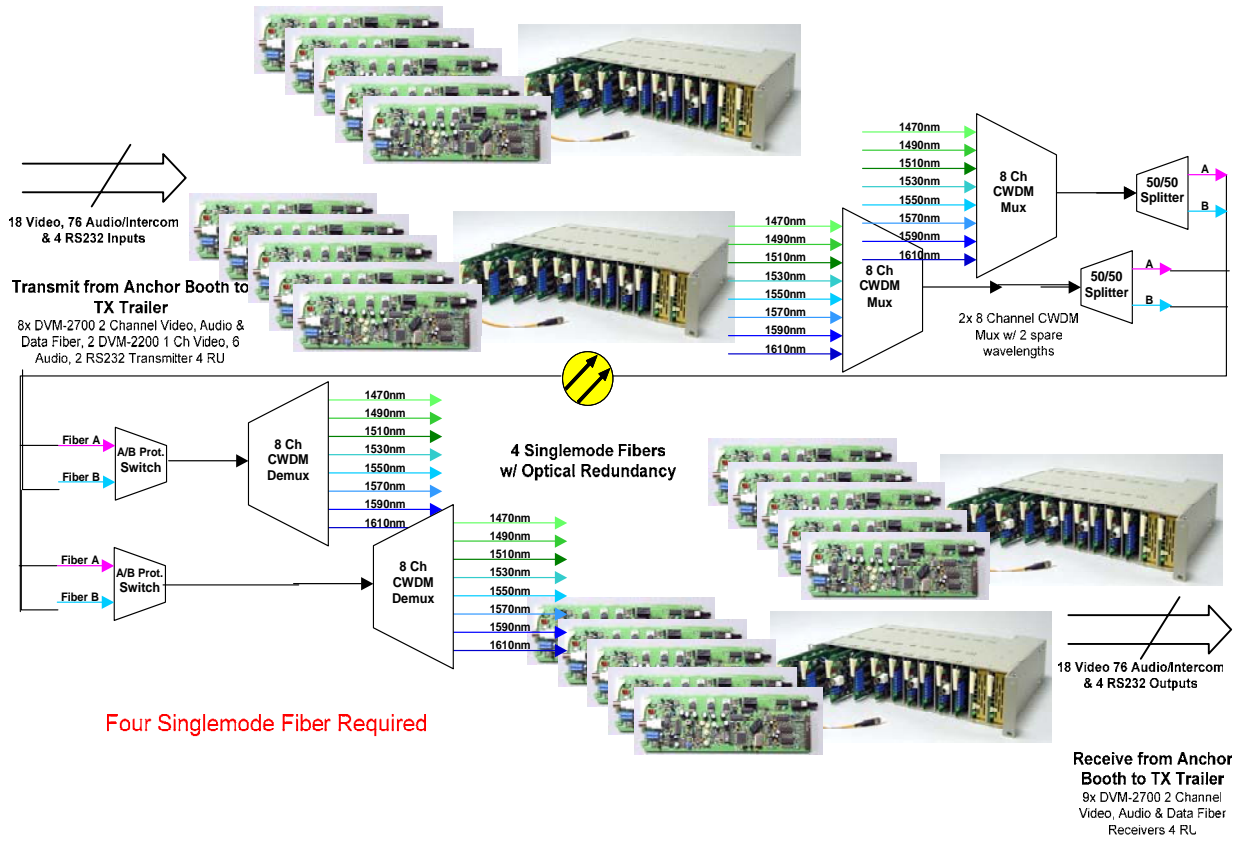 1470nm
1490nm
1510nm
1530nm
1550nm
1570nm
1590nm
1610nm
8 Ch
CWDM
Mux
50/50
Splitter
A
B
18 Video, 76 Audio/Intercom
& 4 RS232 Inputs
1470nm
1490nm
1510nm
1530nm
1550nm
1570nm
1590nm
1610nm
8 Ch
CWDM
Mux
50/50
Splitter
A
B
Transmit from Anchor Booth to
TX Trailer
8x DVM-2700 2 Channel Video, Audio &
Data Fiber, 2 DVM-2200 1 Ch Video, 6
Audio, 2 RS232 Transmitter 4 RU
2x 8 Channel CWDM
Mux w/ 2 spare
wavelengths
Fiber A
Fiber B
A/B Prot.
Switch
8 Ch
CWDM
Demux
1470nm
1490nm
1510nm
1530nm
1550nm
1570nm
1590nm
1610nm
4 Singlemode Fibers
w/ Optical Redundancy
Fiber A
Fiber B
A/B Prot.
Switch
8 Ch
CWDM
Demux
1470nm
1490nm
1510nm
1530nm
1550nm
1570nm
1590nm
1610nm
18 Video 76 Audio/Intercom
& 4 RS232 Outputs
Four Singlemode Fiber Required
Receive from Anchor
Booth to TX Trailer
9x DVM-2700 2 Channel
Video, Audio & Data Fiber
Receivers 4 RU